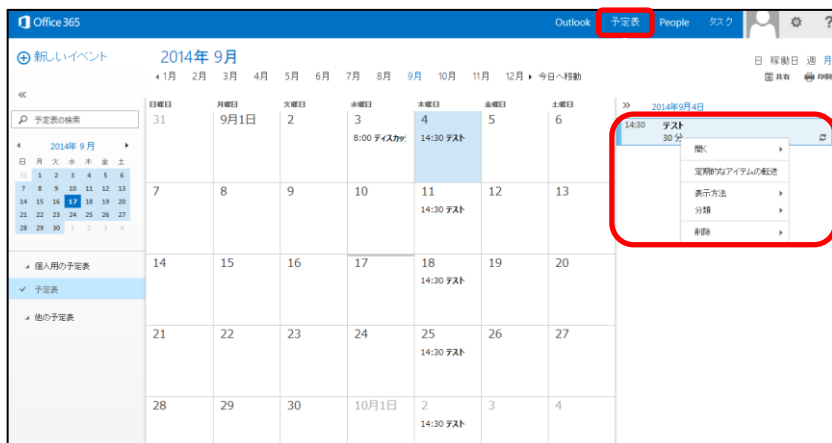 Office 365
Outlook 予定表 People タスク ?
新しいイベント
2014年 9月
1月 2月 3月 4月 5月 6月 7月 8月 9月 10月 11月 12月 今日へ移動
日 稼動日 週 月
共有 印刷
予定表の検索
2014年 9月
日 月 火 水 木 金 土
31 1 2 3 4 5 6
7 8 9 10 11 12 13
14 15 16 17 18 19 20
21 22 23 24 25 26 27
28 29 30 1 2 3 4
個人用の予定表
予定表
他の予定表
日曜日 月曜日 火曜日 水曜日 木曜日 金曜日 土曜日
31 9月1日 2 3 4 5 6
8:00 ディスカッ 14:30 テスト
7 8 9 10 11 12 13
14:30 テスト
14 15 16 17 18 19 20
14:30 テスト
21 22 23 24 25 26 27
14:30 テスト
28 29 30 10月1日 2 3 4
14:30 テスト
2014年9月4日
14:30 テスト
30 分
開く
定期的なアイテムの転送
表示方法
分類
削除